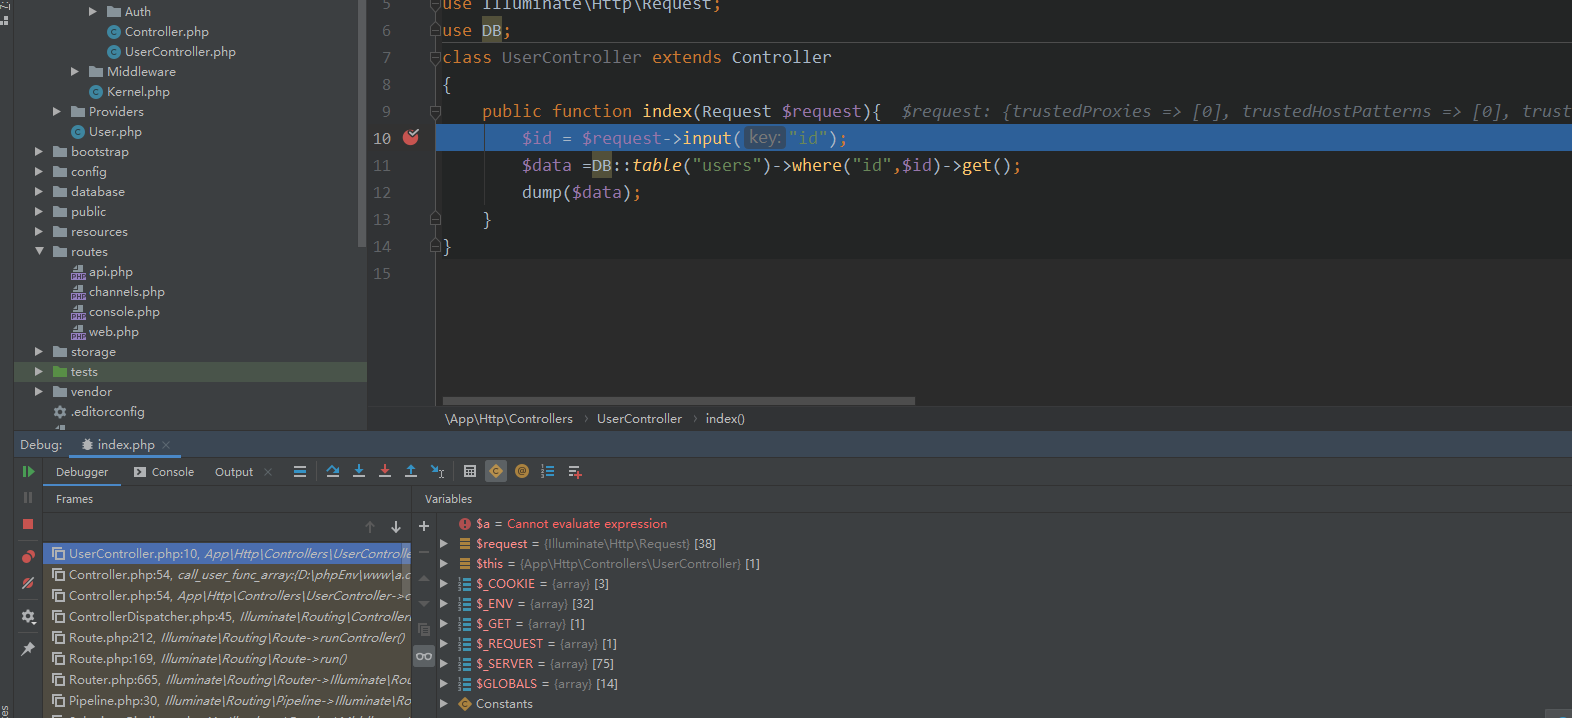 Auth
Controller.php
UserController.php
Middleware
Kernel.php
Providers
User.php
bootstrap
config
database
public
resources
routes
api.php
channels.php
console.php
web.php
storage
tests
vendor
.editorconfig
5 use Illuminate\Http\Request;
6 use DB;
7 class UserController extends Controller
8 {
9 public function index(Request $request){ $request: {trustedProxies => [0], trustedHostPatterns => [0], trust
10 $id = $request->input( key: "id");
11 $data =DB::table("users")->where("id",$id)->get();
12 dump($data);
13 }
14 }
15
\App\Http\Controllers › UserController › index()
Debug: index.php ×
Debugger Console Output ×
Frames
UserController.php:10, App\Http\Controllers\UserControlle
Controller.php:54, call_user_func_array:{D:\phpEnv\www\a.c
Controller.php:54, App\Http\Controllers\UserController->c
ControllerDispatcher.php:45, Illuminate\Routing\Controller
Route.php:212, Illuminate\Routing\Route->runController()
Route.php:169, Illuminate\Routing\Route->run()
Router.php:665, Illuminate\Routing\Router->Illuminate\Rou
Pipeline.php:30, Illuminate\Routing\Pipeline->Illuminate\Ro
Variables
$a = Cannot evaluate expression
$request = {Illuminate\Http\Request} [38]
$this = {App\Http\Controllers\UserController} [1]
$_COOKIE = {array} [3]
$_ENV = {array} [32]
$_GET = {array} [1]
$_REQUEST = {array} [1]
$_SERVER = {array} [75]
$GLOBALS = {array} [14]
Constants